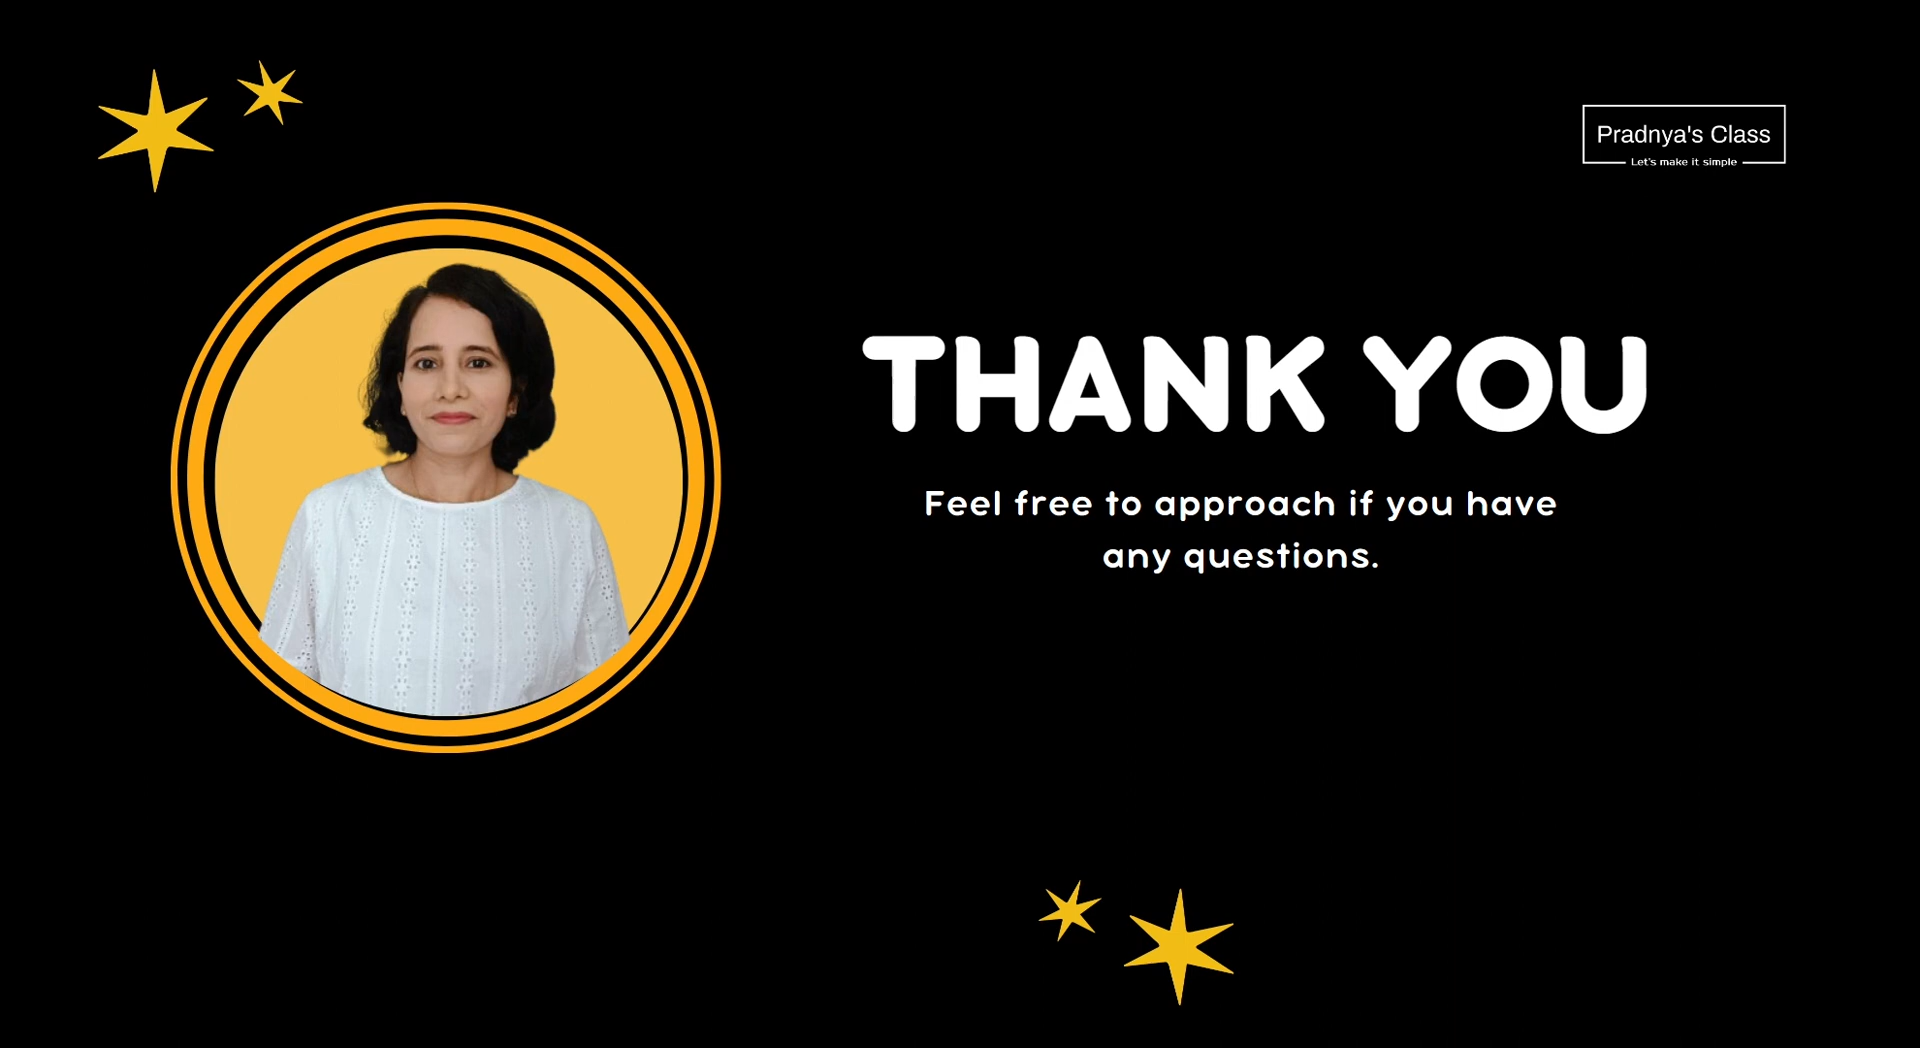 Pradnya's Class
Let's make it simple
THANK YOU
Feel free to approach if you have
any questions.